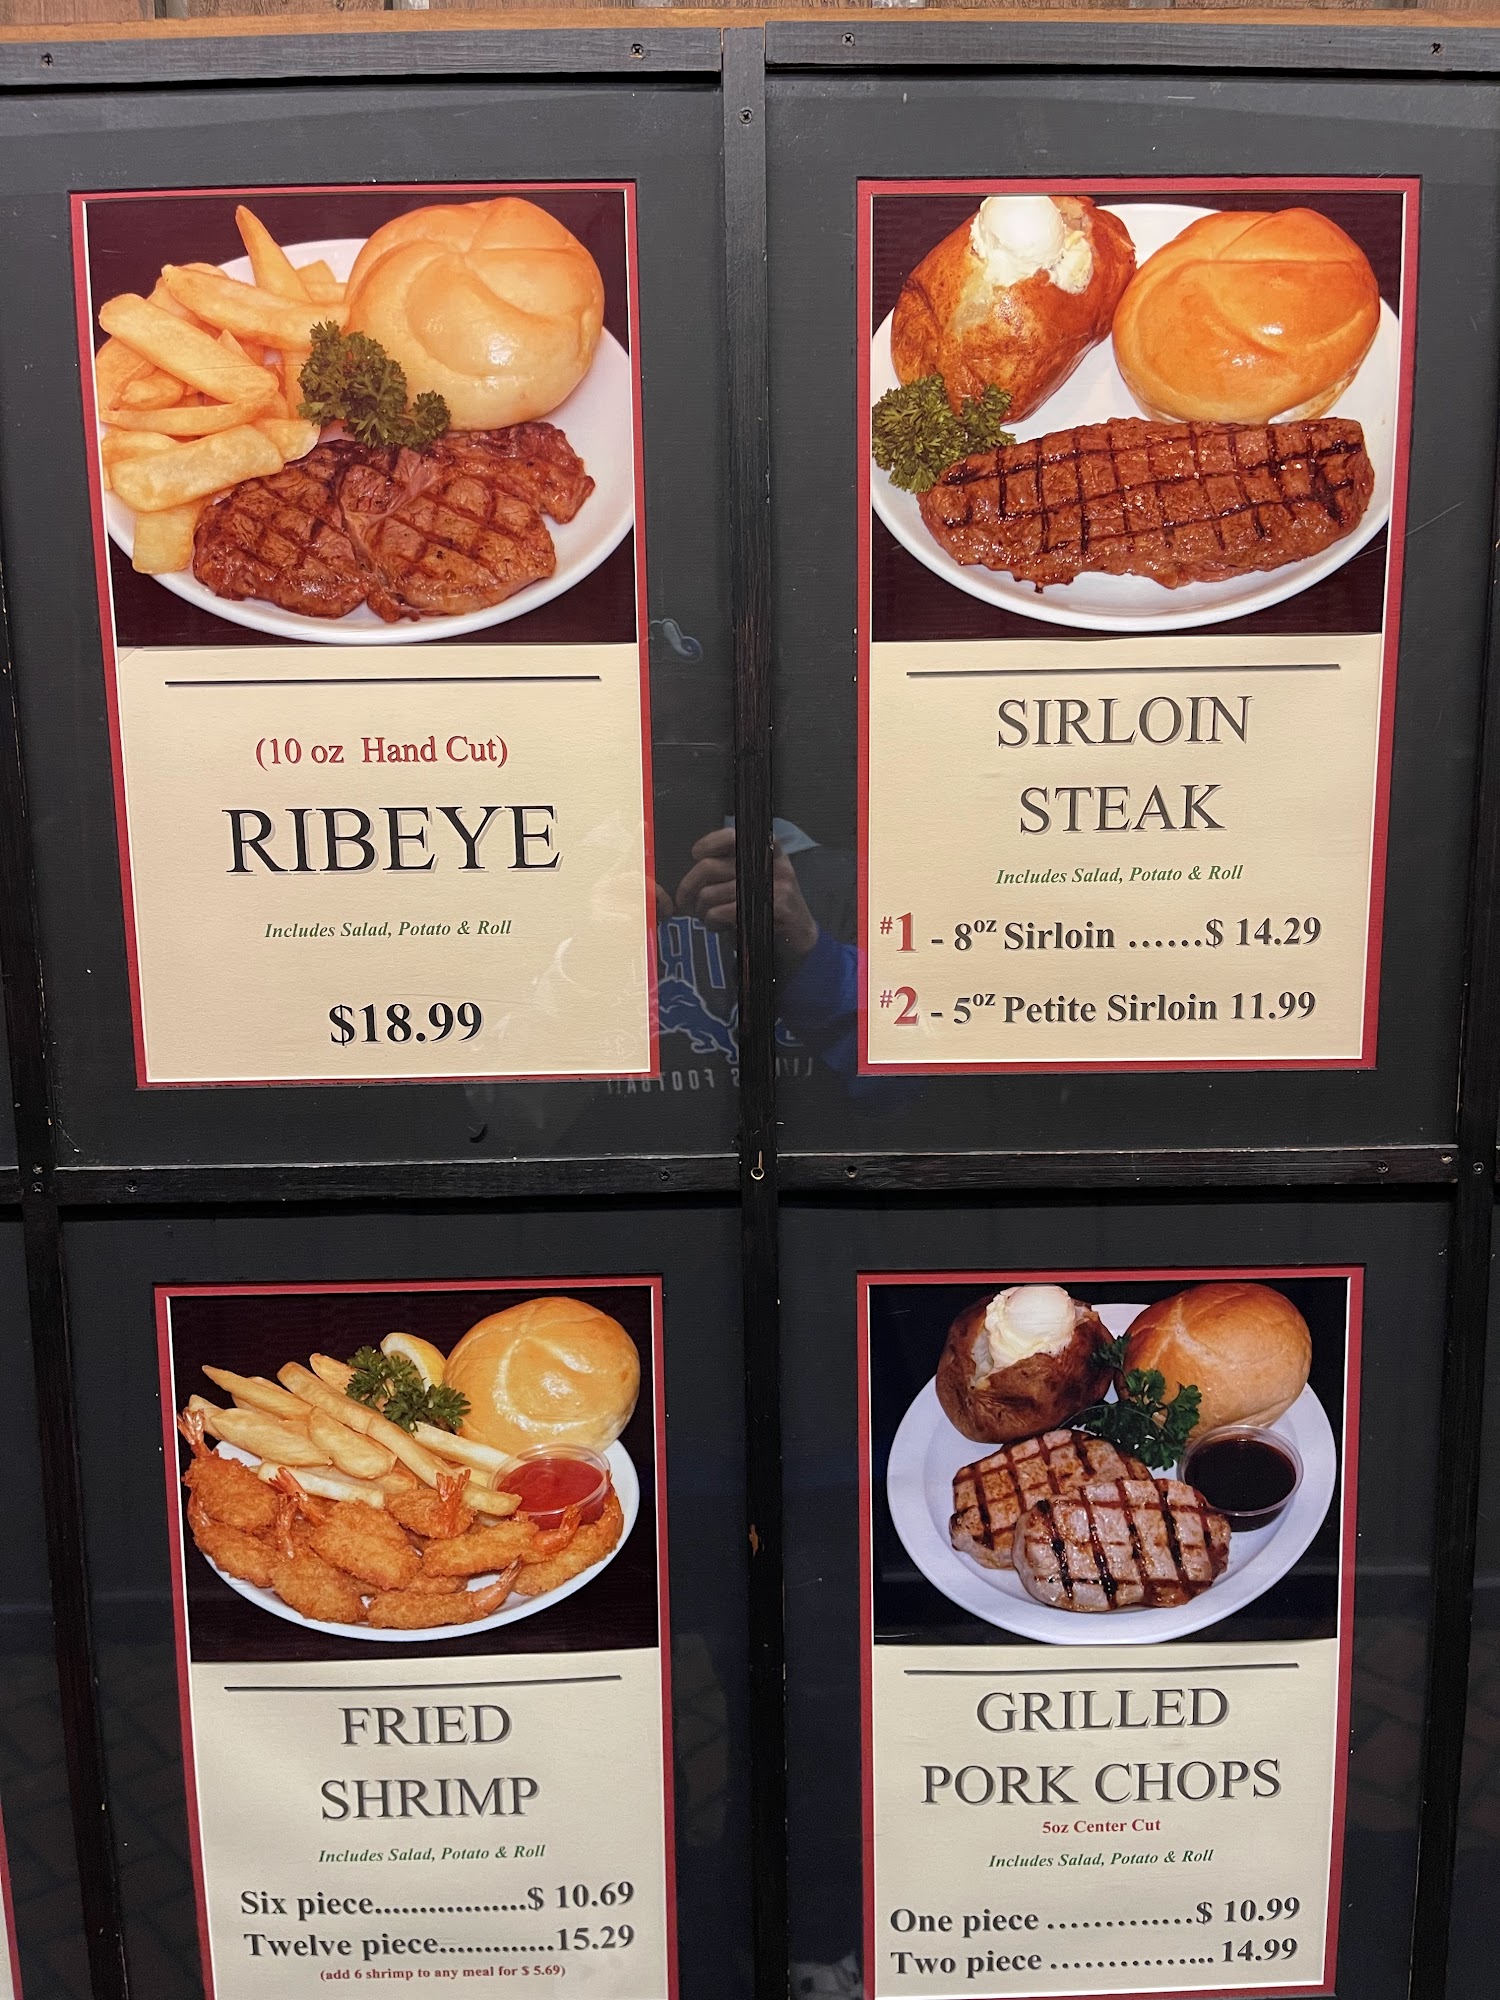 (10 oz Hand Cut)
RIBEYE
Includes Salad, Potato & Roll
$18.99
SIRLOIN
STEAK
Includes Salad, Potato & Roll
#1 - 8oz Sirloin ......$ 14.29
#2 - 5oz Petite Sirloin 11.99
FRIED
SHRIMP
Includes Salad, Potato & Roll
Six piece..................$ 10.69
Twelve piece.............15.29
(add 6 shrimp to any meal for $ 5.69)
GRILLED
PORK CHOPS
5oz Center Cut
Includes Salad, Potato & Roll
One piece .............$ 10.99
Two piece ............... 14.99